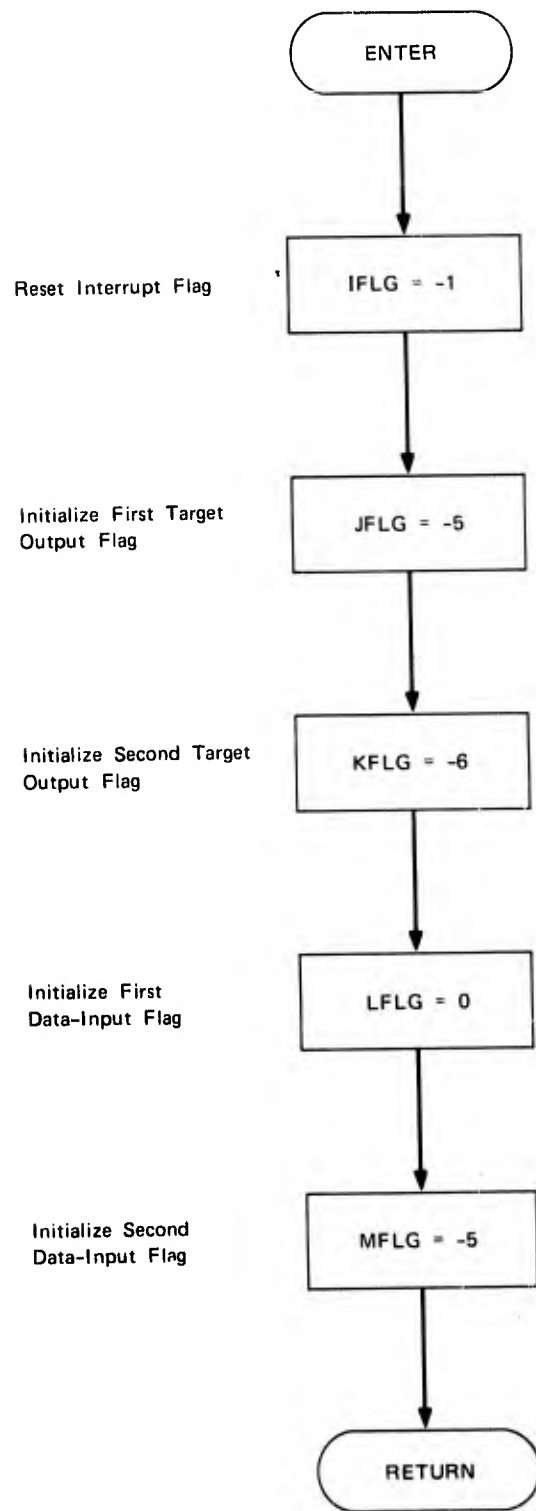 ENTER
Reset Interrupt Flag
IFLG = -1
Initialize First Target
Output Flag
JFLG = -5
Initialize Second Target
Output Flag
KFLG = -6
Initialize First
Data-Input Flag
LFLG = 0
Initialize Second
Data-Input Flag
MFLG = -5
RETURN